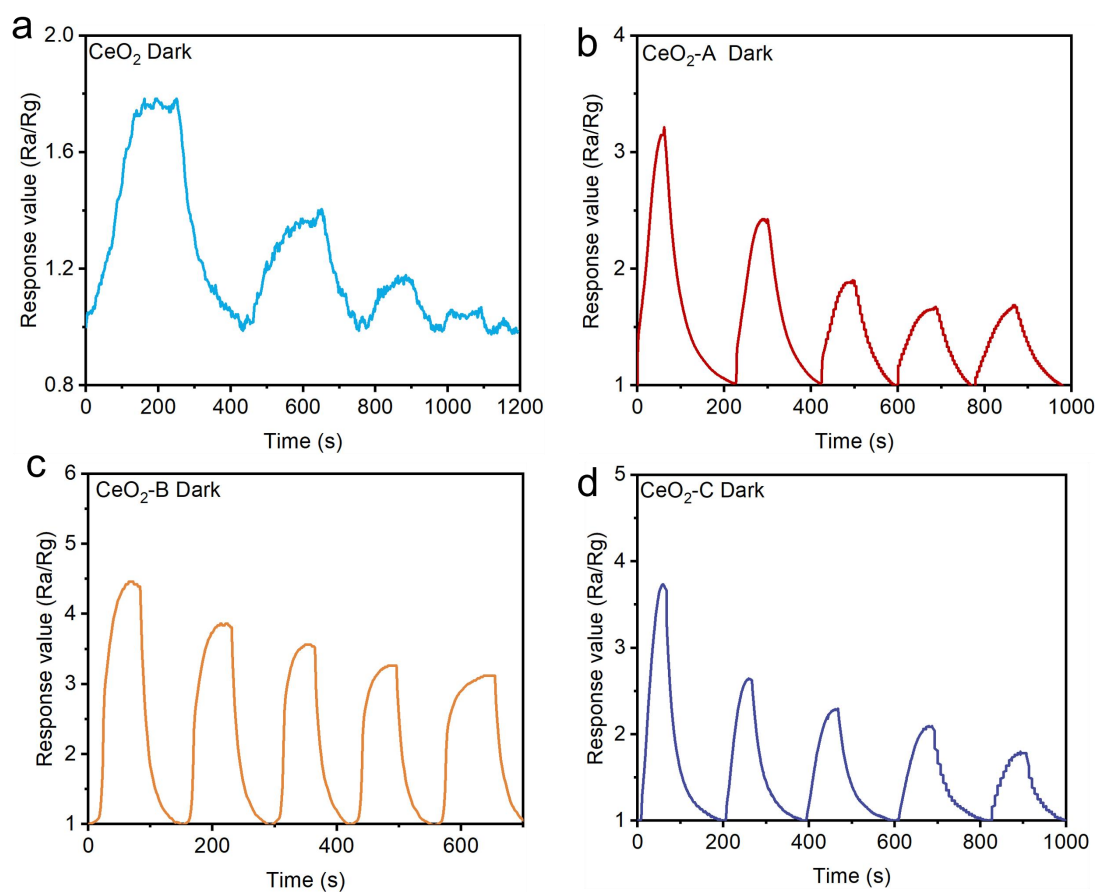 a
CeO₂ Dark
Response value (Ra/Rg)
2.0
1.6
1.2
0.8
0 200 400 600 800 1000 1200
Time (s)
b
CeO₂-A Dark
Response value (Ra/Rg)
4
3
2
1
0 200 400 600 800 1000
Time (s)
c
CeO₂-B Dark
Response value (Ra/Rg)
6
5
4
3
2
1
0 200 400 600
Time (s)
d
CeO₂-C Dark
Response value (Ra/Rg)
5
4
3
2
1
0 200 400 600 800 1000
Time (s)